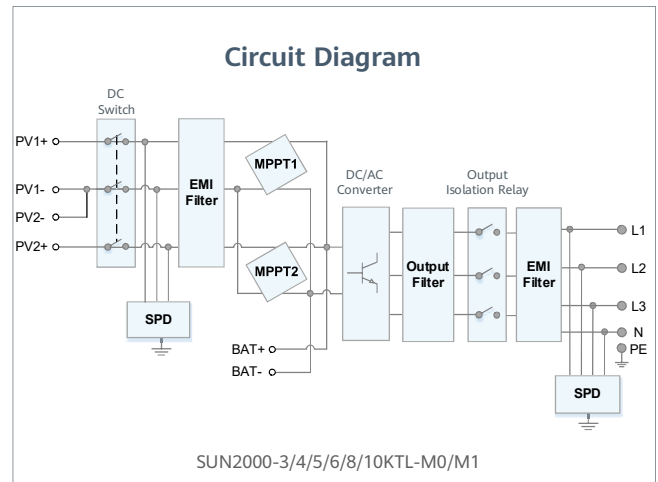 Circuit Diagram
DC
Switch
PV1+
PV1-
PV2-
PV2+
EMI
Filter
MPPT1
MPPT2
SPD
BAT+
BAT-
DC/AC
Converter
Output
Filter
Output
Isolation Relay
EMI
Filter
L1
L2
L3
N
PE
SPD
SUN2000-3/4/5/6/8/10KTL-M0/M1